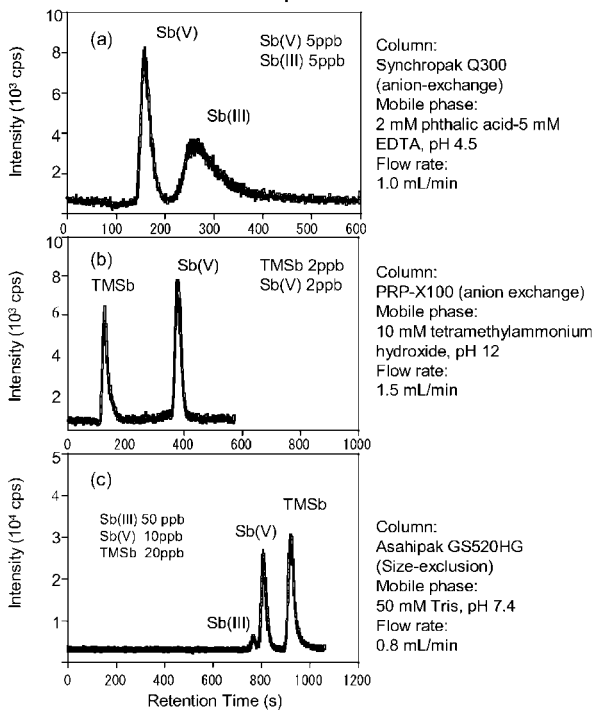 (a)
Sb(V)
Sb(V) 5ppb
Sb(III) 5ppb
Sb(III)
Intensity (10³ cps)
10
8
6
4
2
0 100 200 300 400 500 600
Column:
Synchropak Q300
(anion-exchange)
Mobile phase:
2 mM phthalic acid-5 mM
EDTA, pH 4.5
Flow rate:
1.0 mL/min
(b)
TMSb
Sb(V)
TMSb 2ppb
Sb(V) 2ppb
Intensity (10³ cps)
10
8
6
4
2
0 200 400 600 800 1000
Column:
PRP-X100 (anion exchange)
Mobile phase:
10 mM tetramethylammonium
hydroxide, pH 12
Flow rate:
1.5 mL/min
(c)
Sb(III) 50 ppb
Sb(V) 10ppb
TMSb 20ppb
Sb(III)
Sb(V)
TMSb
Intensity (10⁴ cps)
5
4
3
2
1
0 200 400 600 800 1000 1200
Retention Time (s)
Column:
Asahipak GS520HG
(Size-exclusion)
Mobile phase:
50 mM Tris, pH 7.4
Flow rate:
0.8 mL/min